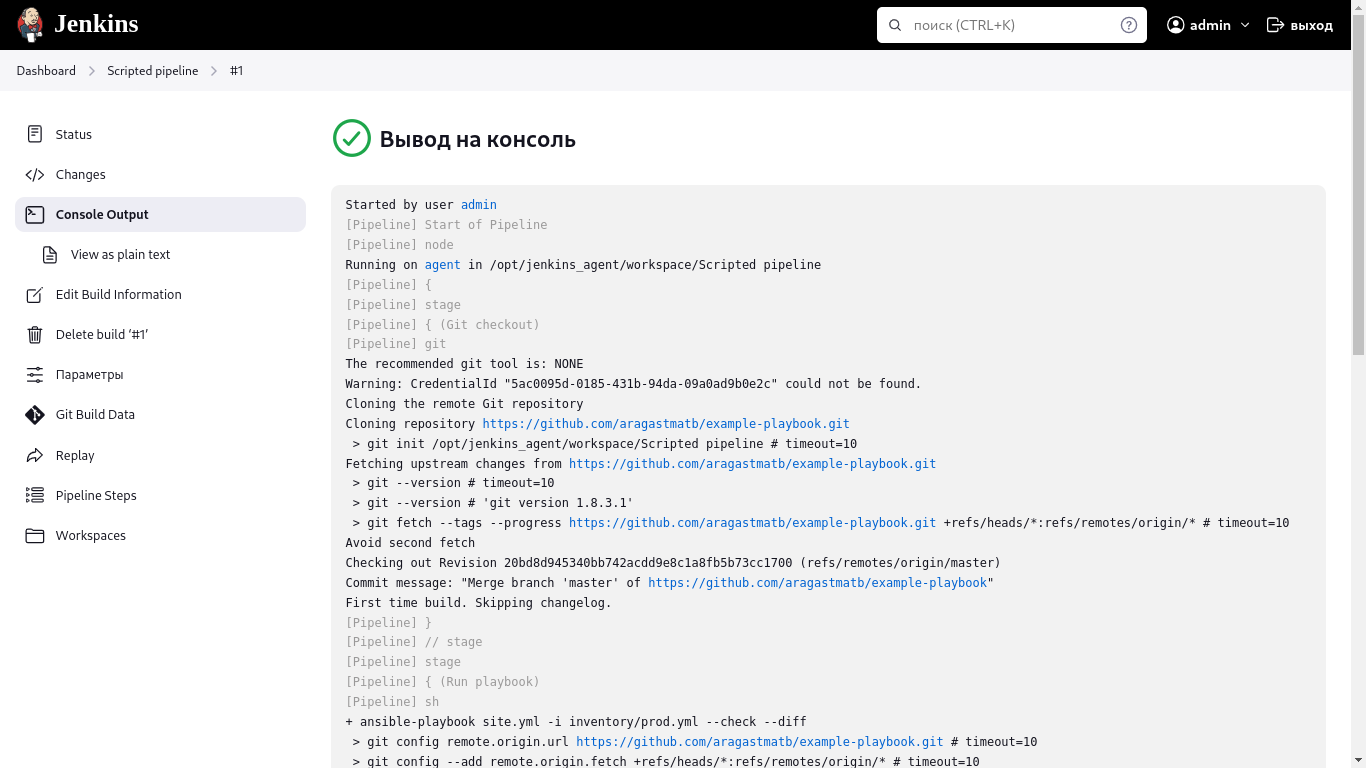 Jenkins
поиск (CTRL+K)
admin
выход
Dashboard
Scripted pipeline
#1
Status
Changes
Console Output
View as plain text
Edit Build Information
Delete build ‘#1’
Параметры
Git Build Data
Replay
Pipeline Steps
Workspaces
Вывод на консоль
Started by user admin
[Pipeline] Start of Pipeline
[Pipeline] node
Running on agent in /opt/jenkins_agent/workspace/Scripted pipeline
[Pipeline] {
[Pipeline] stage
[Pipeline] { (Git checkout)
[Pipeline] git
The recommended git tool is: NONE
Warning: CredentialId "5ac0095d-0185-431b-94da-09a0ad9b0e2c" could not be found.
Cloning the remote Git repository
Cloning repository https://github.com/aragastmatb/example-playbook.git
> git init /opt/jenkins_agent/workspace/Scripted pipeline # timeout=10
Fetching upstream changes from https://github.com/aragastmatb/example-playbook.git
> git --version # timeout=10
> git --version # 'git version 1.8.3.1'
> git fetch --tags --progress https://github.com/aragastmatb/example-playbook.git +refs/heads/*:refs/remotes/origin/* # timeout=10
Avoid second fetch
Checking out Revision 20bd8d945340bb742acdd9e8c1a8fb5b73cc1700 (refs/remotes/origin/master)
Commit message: "Merge branch 'master' of https://github.com/aragastmatb/example-playbook"
First time build. Skipping changelog.
[Pipeline] }
[Pipeline] // stage
[Pipeline] stage
[Pipeline] { (Run playbook)
[Pipeline] sh
+ ansible-playbook site.yml -i inventory/prod.yml --check --diff
> git config remote.origin.url https://github.com/aragastmatb/example-playbook.git # timeout=10
> git config --add remote.origin.fetch +refs/heads/*:refs/remotes/origin/* # timeout=10